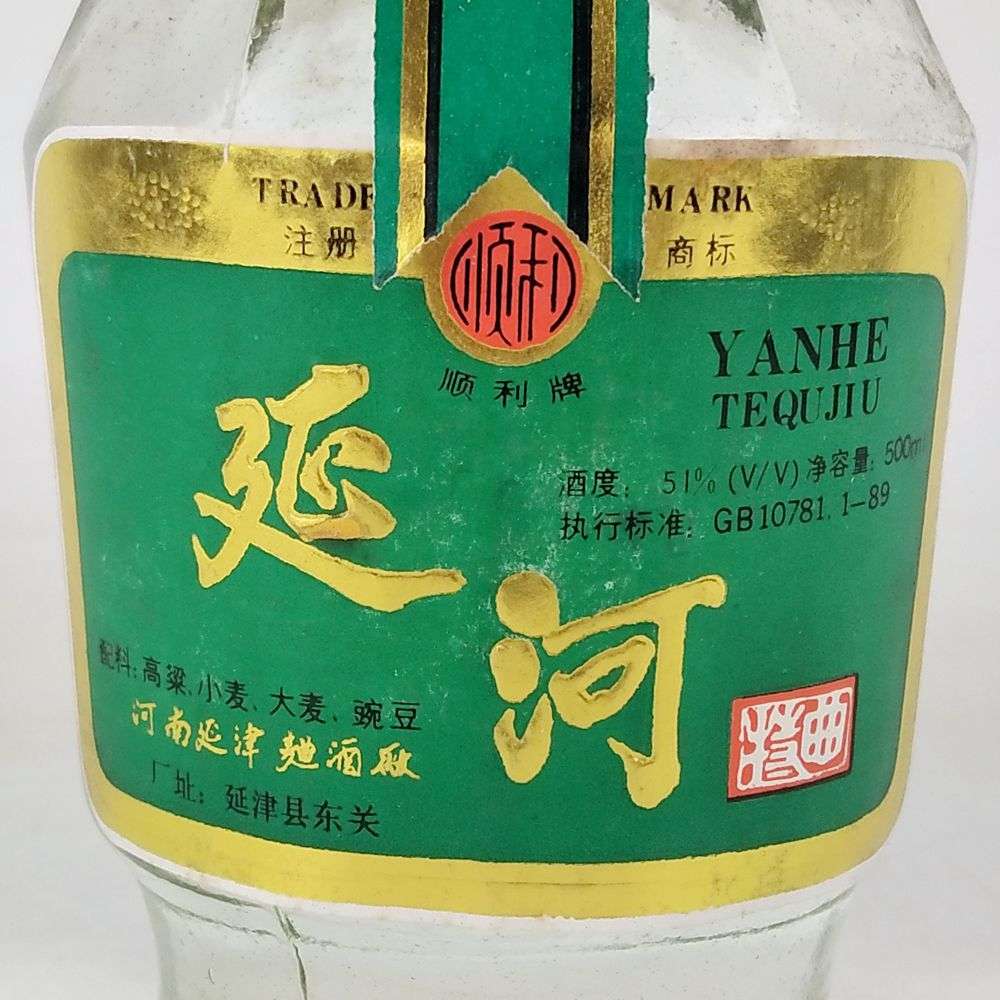 TRADE MARK
注册 商标
顺利
顺利牌
YANHE
TEQUJIU
延河
酒度: 51% (V/V) 净容量: 500m
执行标准: GB10781.1-89
配料:高粱、小麦、大麦、豌豆
河南延津
酒厂
厂址: 延津县东关
特曲